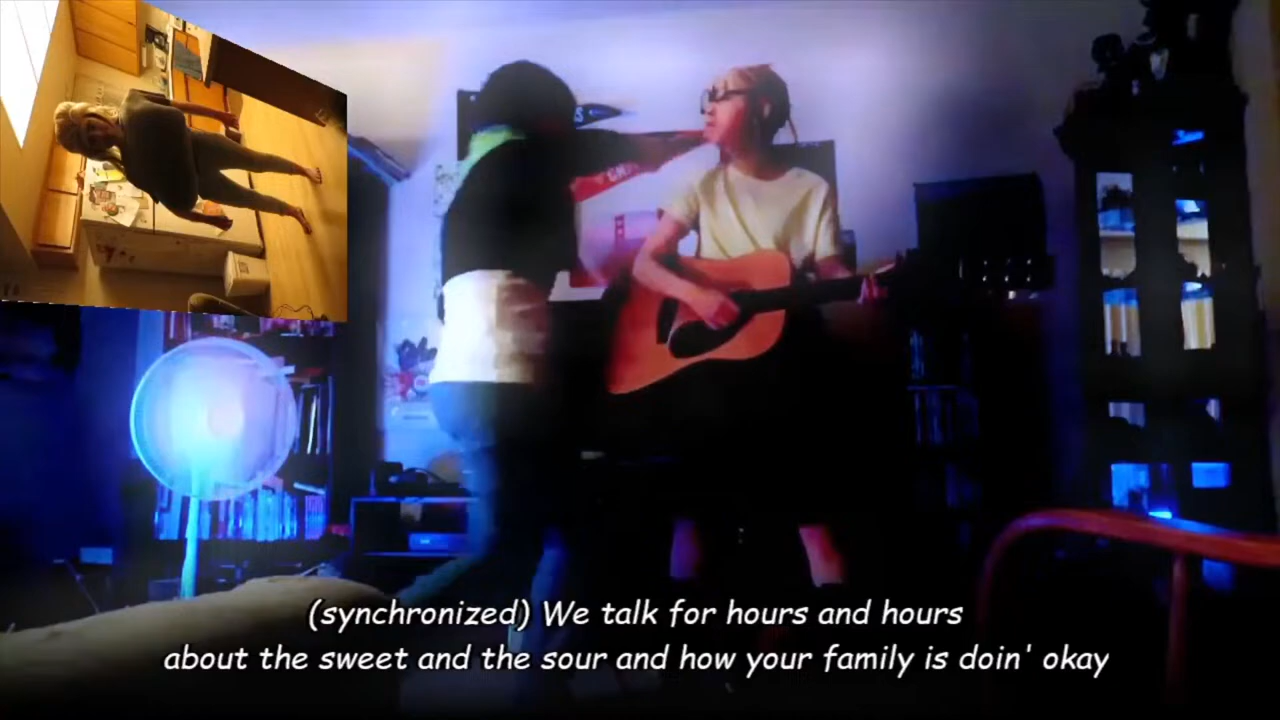 (synchronized) We talk for hours and hours
about the sweet and the sour and how your family is doin' okay